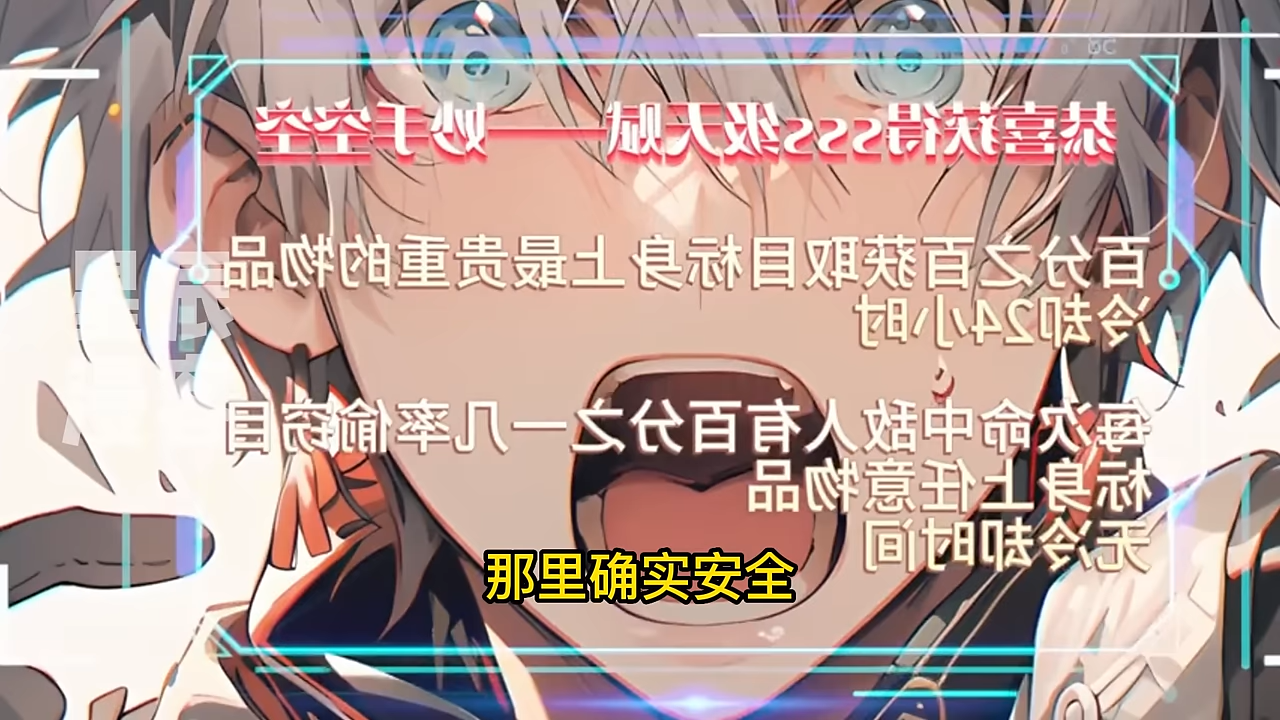 恭喜获得sss级天赋——妙手空空
百分之百获取目标身上最贵重的物品
冷却24小时
每次命中敌人有百分之一几率偷窃目
标身上任意物品
无冷却时间
那里确实安全